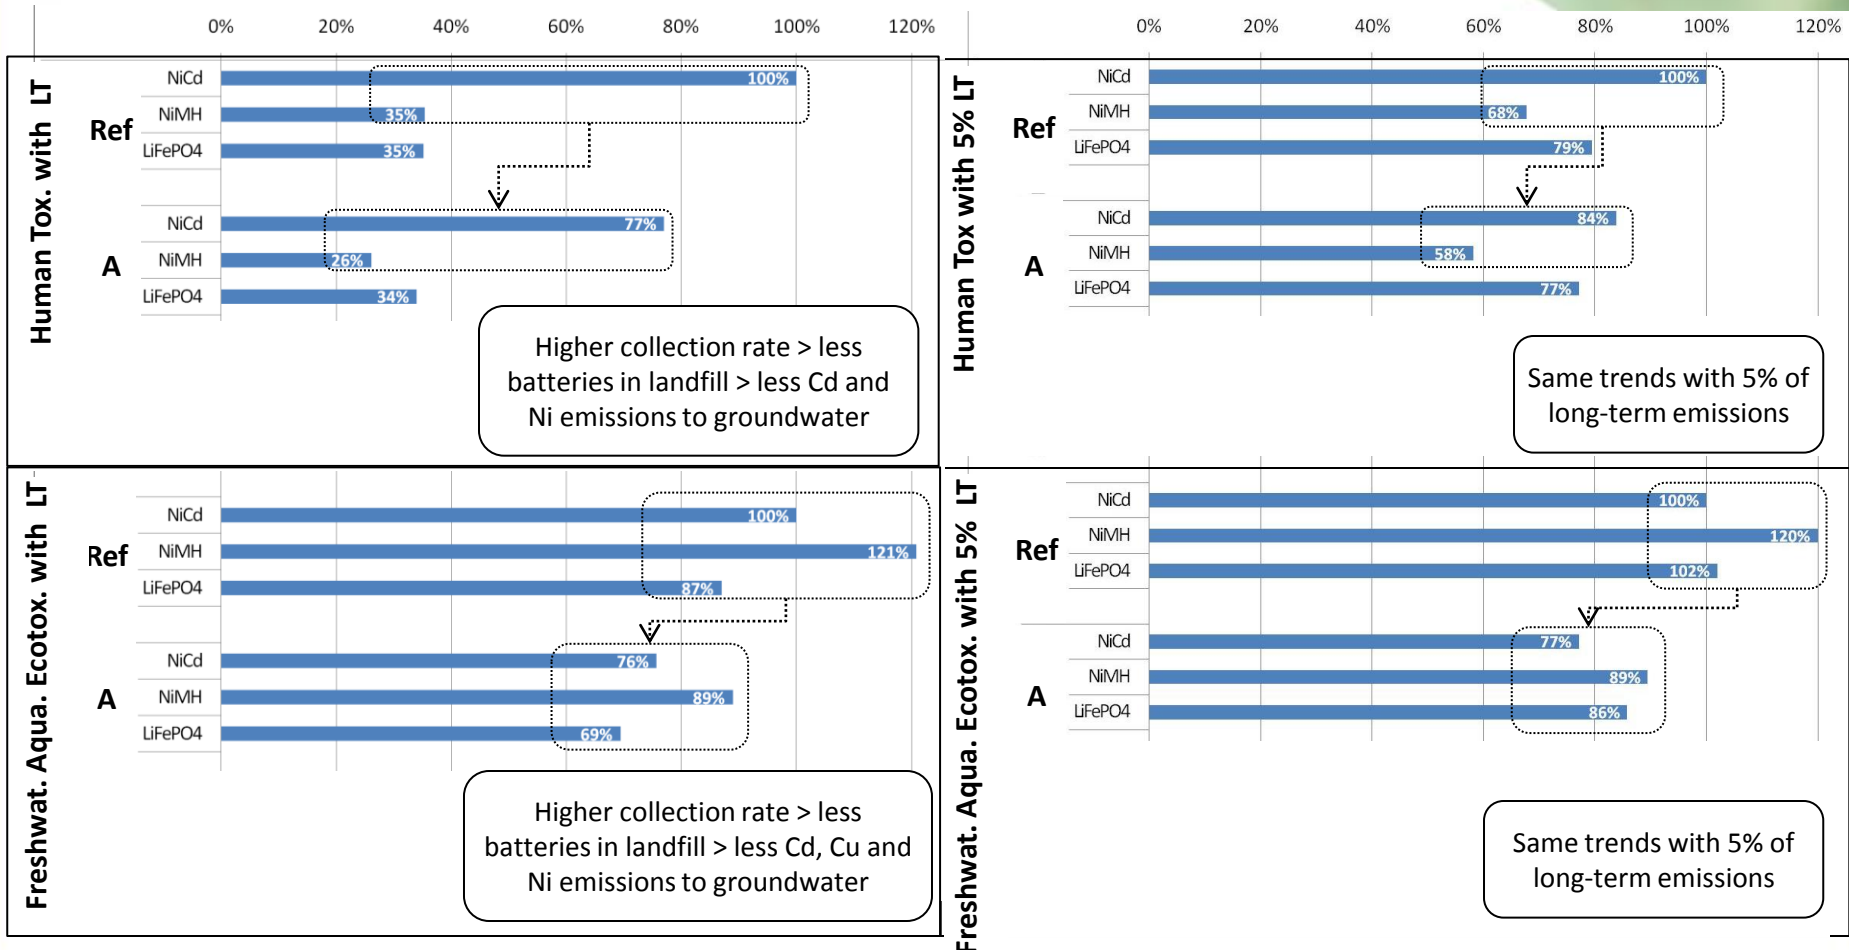 0% 20% 40% 60% 80% 100% 120%
Human Tox. with LT
Ref
NiCd 100%
NiMH 35%
LiFePO4 35%
A
NiCd 77%
NiMH 26%
LiFePO4 34%
Higher collection rate > less
batteries in landfill > less Cd and
Ni emissions to groundwater
0% 20% 40% 60% 80% 100% 120%
Human Tox with 5% LT
Ref
NiCd 100%
NiMH 68%
LiFePO4 79%
A
NiCd 84%
NiMH 58%
LiFePO4 77%
Same trends with 5% of
long-term emissions
Freshwat. Aqua. Ecotox. with LT
Ref
NiCd 100%
NiMH 121%
LiFePO4 87%
A
NiCd 76%
NiMH 89%
LiFePO4 69%
Higher collection rate > less
batteries in landfill > less Cd, Cu and
Ni emissions to groundwater
Freshwat. Aqua. Ecotox. with 5% LT
Ref
NiCd 100%
NiMH 120%
LiFePO4 102%
A
NiCd 77%
NiMH 89%
LiFePO4 86%
Same trends with 5% of
long-term emissions